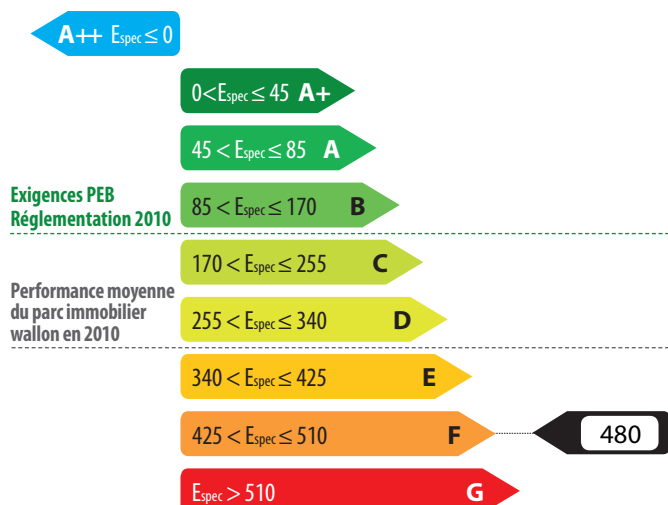 A++ Espec ≤ 0
0<Espec ≤ 45 A+
45 < Espec ≤ 85 A
Exigences PEB
Réglementation 2010
85 < Espec ≤ 170 B
170 < Espec ≤ 255 C
Performance moyenne
du parc immobilier
wallon en 2010
255 < Espec ≤ 340 D
340 < Espec ≤ 425 E
425 < Espec ≤ 510 F 480
Espec > 510 G